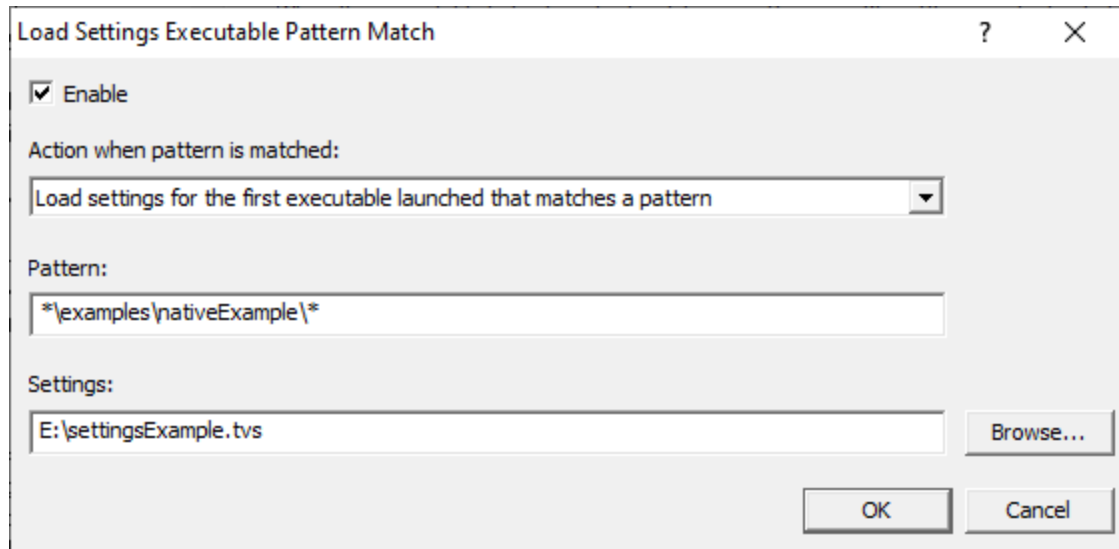 Load Settings Executable Pattern Match
?
Enable
Action when pattern is matched:
Load settings for the first executable launched that matches a pattern
Pattern:
*\examples\nativeExample\*
Settings:
E:\settingsExample.tvs
Browse...
OK
Cancel